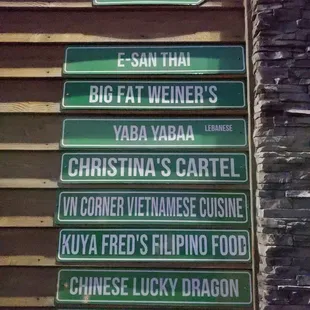 E-SAN THAI
BIG FAT WEINER'S
YABA YABAA LEBANESE
CHRISTINA'S CARTEL
VN CORNER VIETNAMESE CUISINE
KUYA FRED'S FILIPINO FOOD
CHINESE LUCKY DRAGON